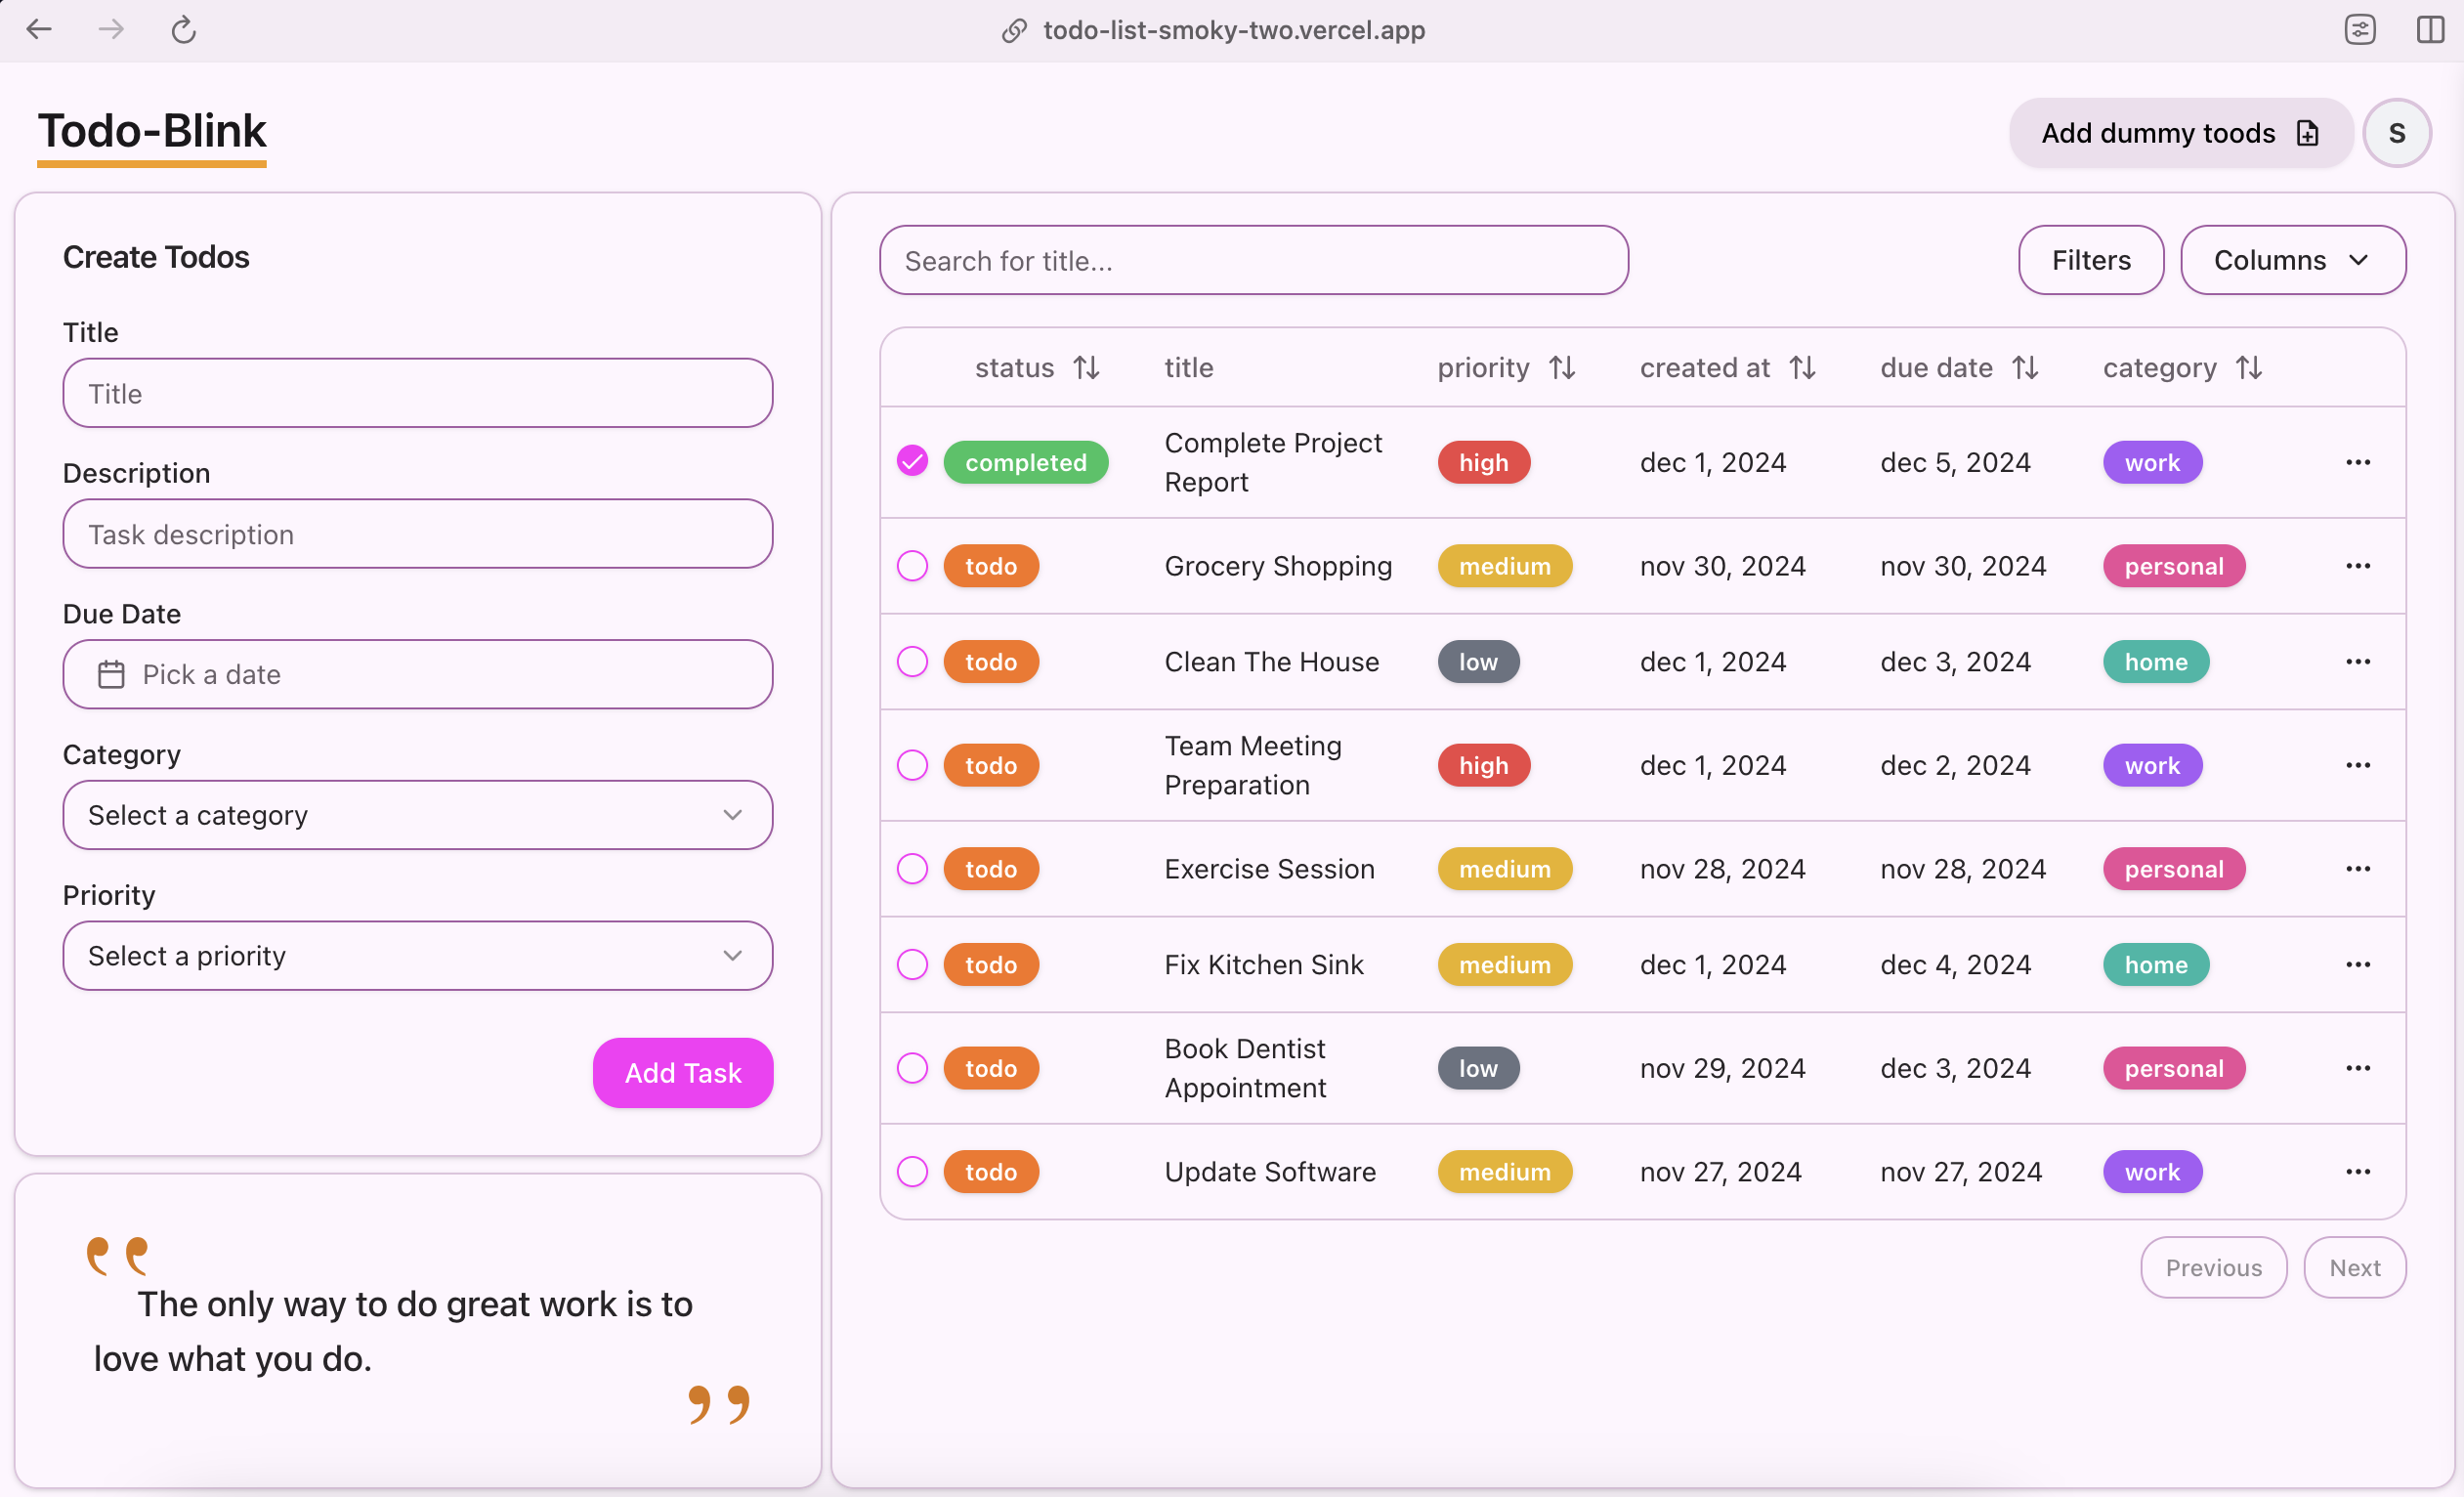 todo-list-smoky-two.vercel.app
Todo-Blink
Add dummy toods
S
Create Todos
Title
Title
Description
Task description
Due Date
Pick a date
Category
Select a category
Priority
Select a priority
Add Task
“
The only way to do great work is to
love what you do.
”
Search for title...
Filters
Columns
status title priority created at due date category
completed Complete Project
Report high dec 1, 2024 dec 5, 2024 work ...
todo Grocery Shopping medium nov 30, 2024 nov 30, 2024 personal ...
todo Clean The House low dec 1, 2024 dec 3, 2024 home ...
todo Team Meeting
Preparation high dec 1, 2024 dec 2, 2024 work ...
todo Exercise Session medium nov 28, 2024 nov 28, 2024 personal ...
todo Fix Kitchen Sink medium dec 1, 2024 dec 4, 2024 home ...
todo Book Dentist
Appointment low nov 29, 2024 dec 3, 2024 personal ...
todo Update Software medium nov 27, 2024 nov 27, 2024 work ...
Previous Next